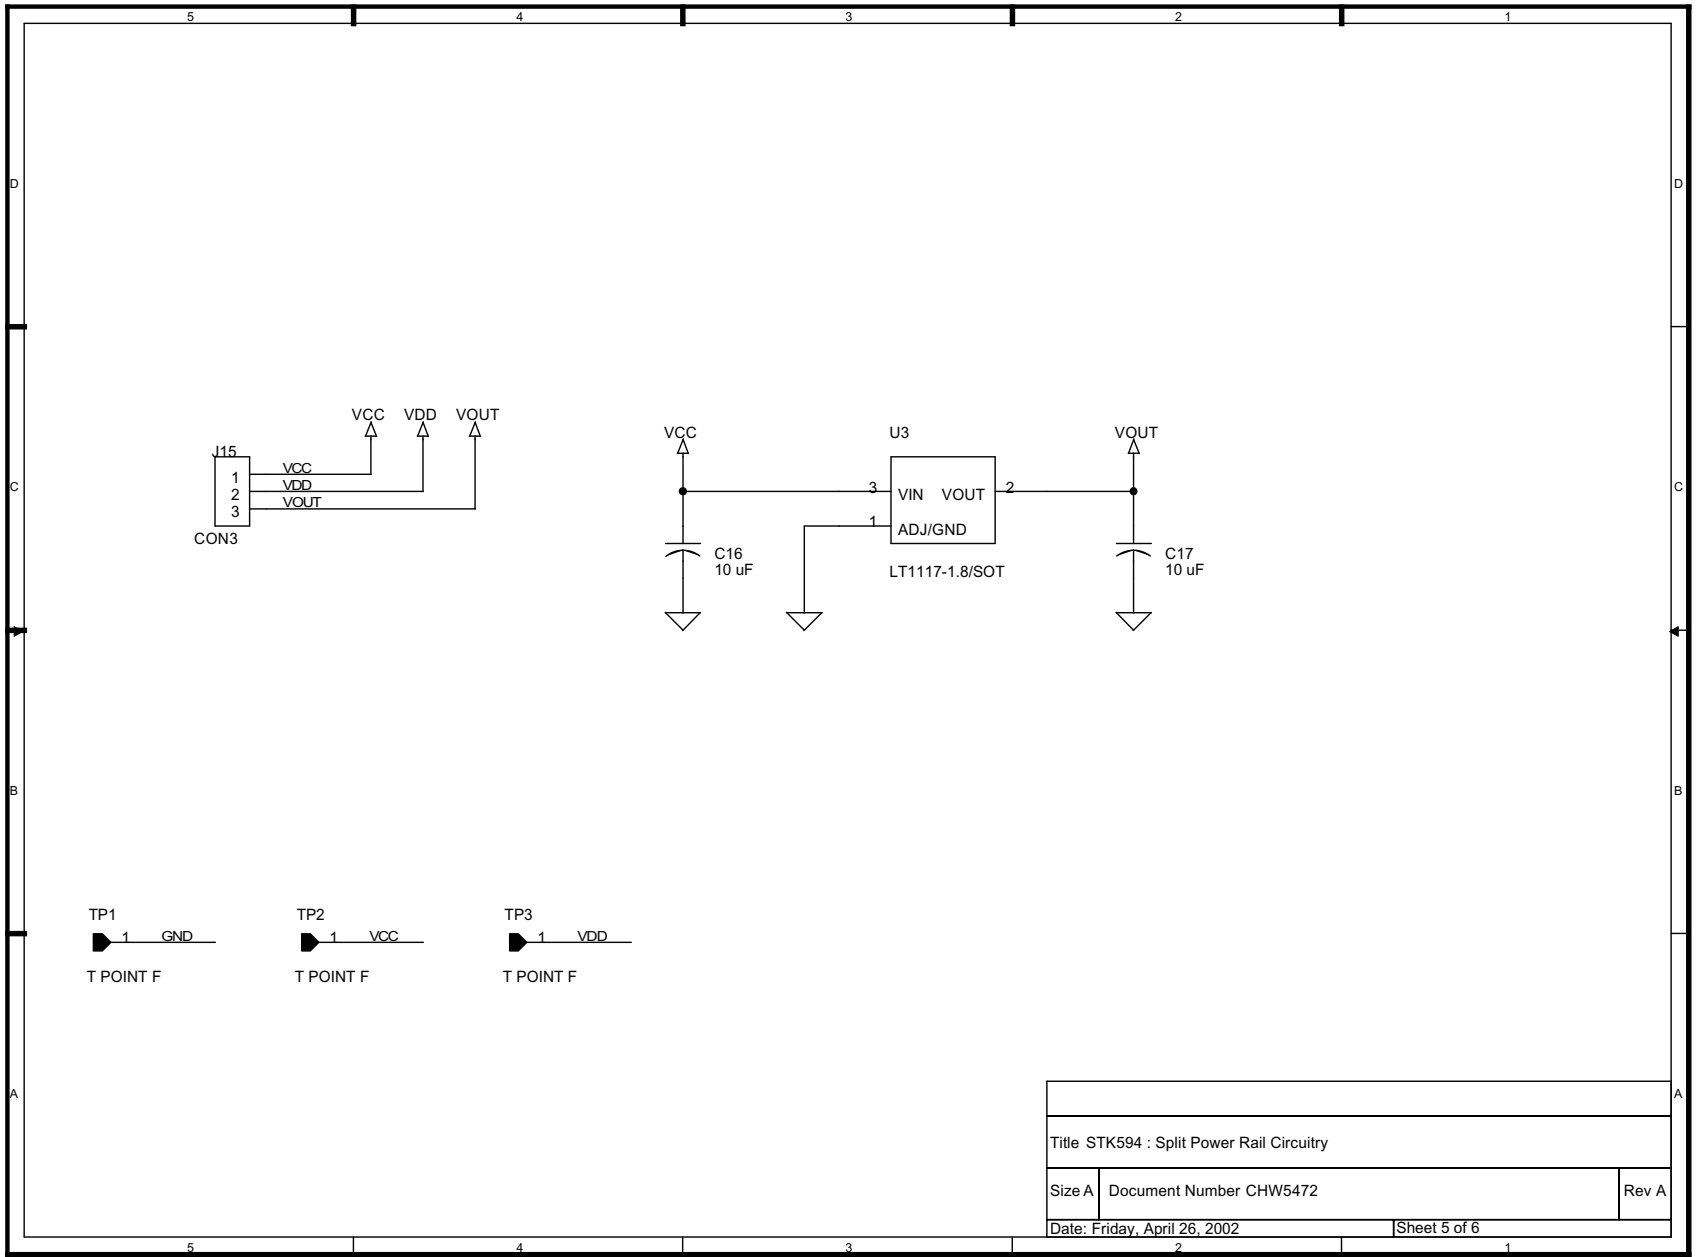 5 4 3 2 1
D D
VCC VDD VOUT
J15
1 VCC
2 VDD
3 VOUT
CON3
VCC U3 VOUT
3 VIN VOUT 2
1 ADJ/GND
LT1117-1.8/SOT
C16
10 uF
C17
10 uF
C C
B B
TP1 TP2 TP3
1 GND 1 VCC 1 VDD
T POINT F T POINT F T POINT F
A A
Title STK594 : Split Power Rail Circuitry
Size A Document Number CHW5472 Rev A
Date: Friday, April 26, 2002 Sheet 5 of 6
5 4 3 2 1